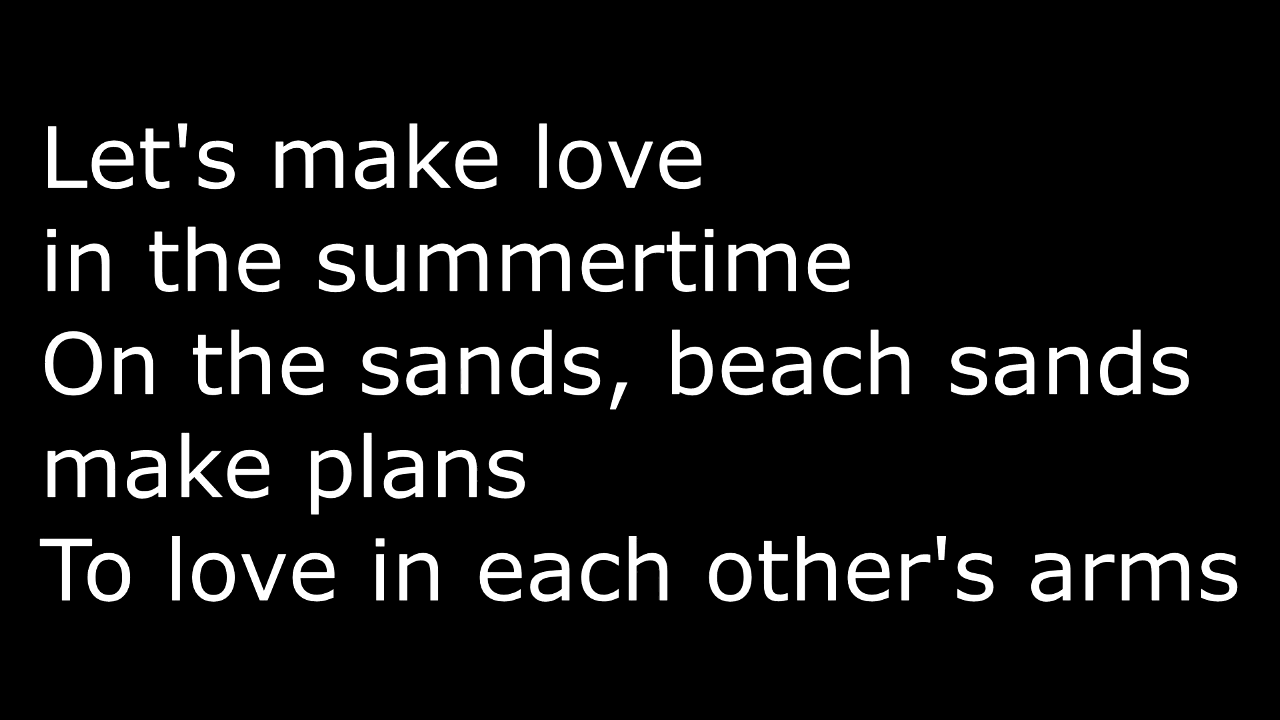 Let's make love
in the summertime
On the sands, beach sands
make plans
To love in each other's arms